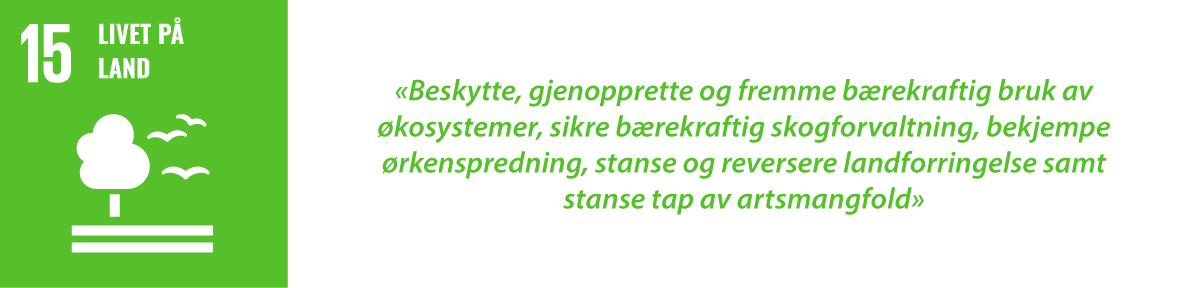 15
LIVET PÅ
LAND
«Beskytte, gjenopprette og fremme bærekraftig bruk av
økosystemer, sikre bærekraftig skogforvaltning, bekjempe
ørkenspredning, stanse og reversere landforringelse samt
stanse tap av artsmangfold»